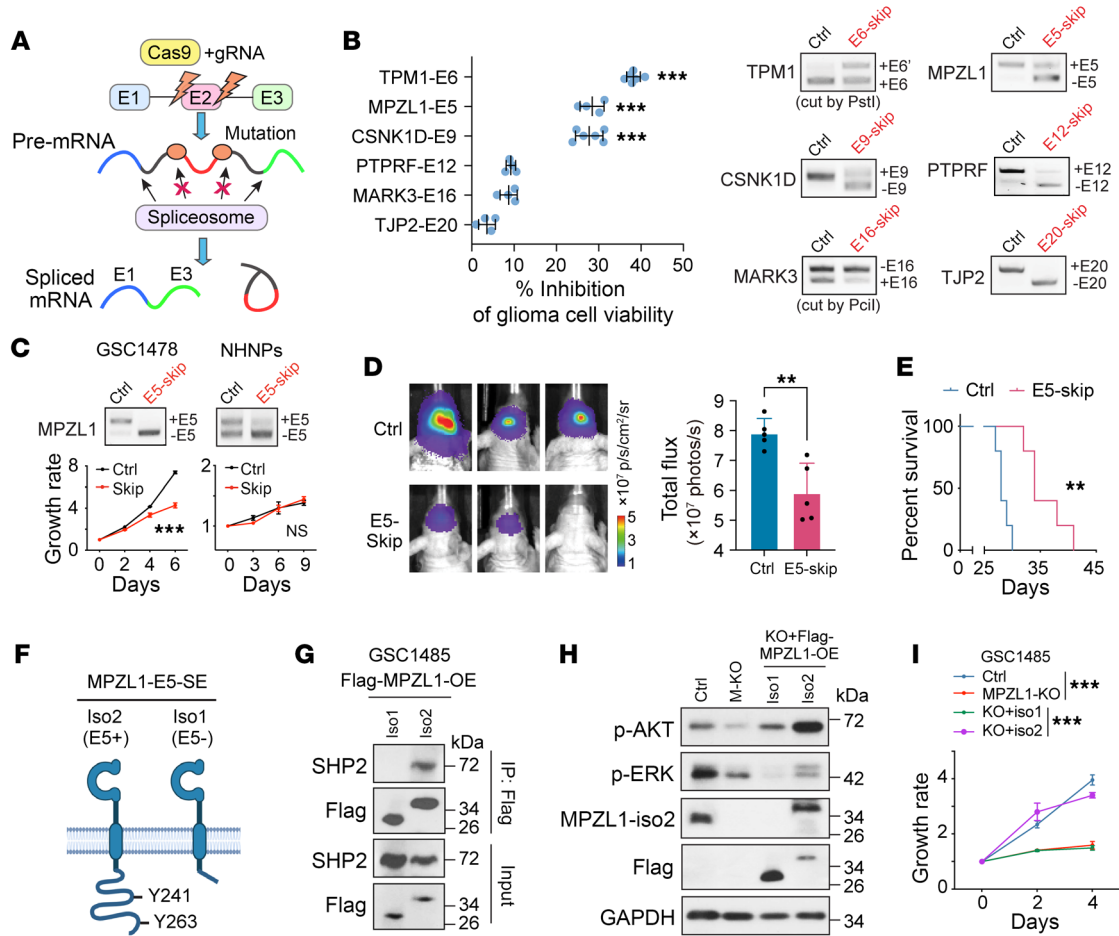 A
Cas9
+gRNA
E1
E2
E3
Pre-mRNA
Mutation
Spliceosome
Spliced
mRNA
E1
E3
B
TPM1-E6
MPZL1-E5
CSNK1D-E9
PTPRF-E12
MARK3-E16
TJP2-E20
***
***
***
0 10 20 30 40 50
% Inhibition
of glioma cell viability
Ctrl
E6-skip
TPM1
+E6'
+E6
(cut by PstI)
Ctrl
E5-skip
MPZL1
+E5
-E5
Ctrl
E9-skip
CSNK1D
+E9
-E9
Ctrl
E12-skip
PTPRF
+E12
-E12
Ctrl
E16-skip
MARK3
-E16
+E16
(cut by PciI)
Ctrl
E20-skip
TJP2
+E20
-E20
C
GSC1478
NHNPs
Ctrl
E5-skip
Ctrl
E5-skip
MPZL1
+E5
-E5
+E5
-E5
Growth rate
8
6
4
2
0
Ctrl
Skip
***
0 2 4 6
Days
2
1
Ctrl
Skip
NS
0 3 6 9
Days
D
Ctrl
E5-
Skip
×10⁷ p/s/cm²/sr
5
3
1
Total flux
(×10⁷ photos/s)
9
8
7
6
5
4
**
Ctrl
E5-skip
E
Ctrl
E5-skip
Percent survival
100
50
0
**
0 25 35 45
Days
F
MPZL1-E5-SE
Iso2
(E5+)
Iso1
(E5-)
Y241
Y263
G
GSC1485
Flag-MPZL1-OE
Iso1
Iso2
kDa
SHP2
72
Flag
34
26
IP: Flag
SHP2
72
Flag
34
26
Input
H
KO+Flag-
MPZL1-OE
Ctrl
M-KO
Iso1
Iso2
kDa
p-AKT
72
p-ERK
42
MPZL1-iso2
34
26
Flag
34
26
GAPDH
34
I
GSC1485
Ctrl
MPZL1-KO
KO+iso1
KO+iso2
***
***
Growth rate
4
2
0
0 2 4
Days